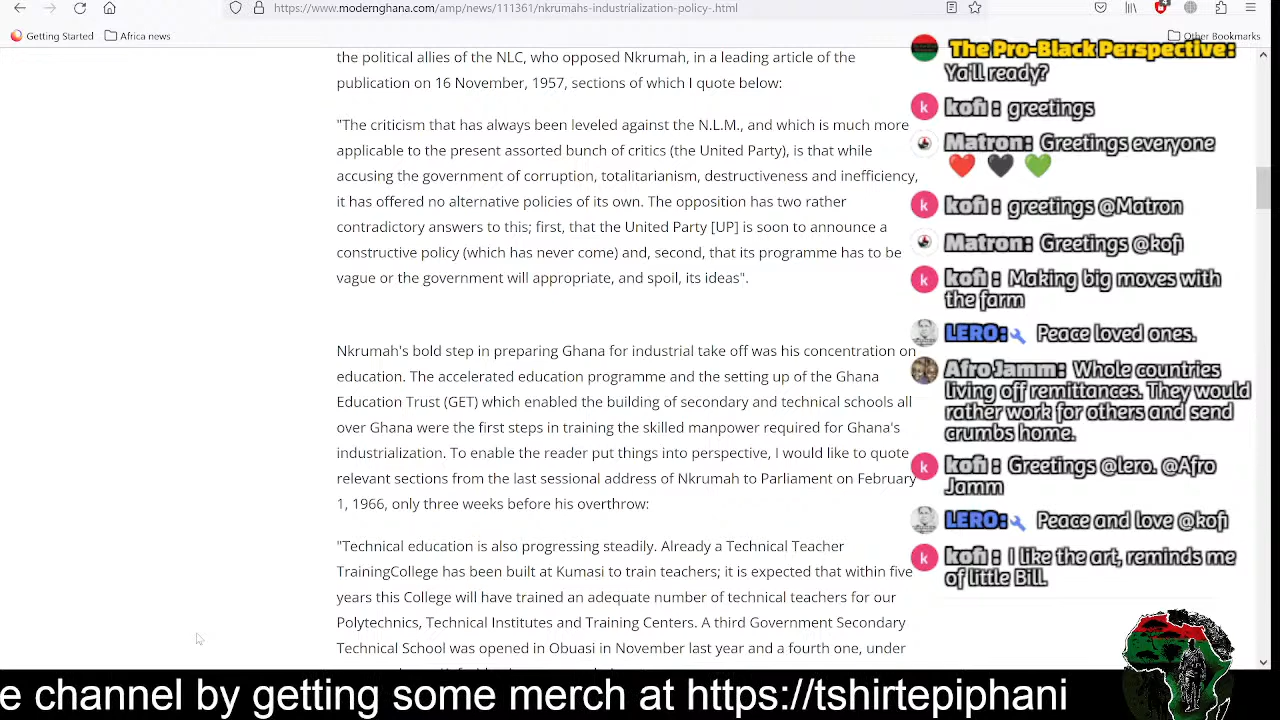 https://www.modernghana.com/amp/news/111361/nkrumahs-industrialization-policy-.html
4
Getting Started
Africa news
Other Bookmarks
the political allies of the NLC, who opposed Nkrumah, in a leading article of the
publication on 16 November, 1957, sections of which I quote below:
"The criticism that has always been leveled against the N.L.M., and which is much more
applicable to the present assorted bunch of critics (the United Party), is that while
accusing the government of corruption, totalitarianism, destructiveness and inefficiency,
it has offered no alternative policies of its own. The opposition has two rather
contradictory answers to this; first, that the United Party [UP] is soon to announce a
constructive policy (which has never come) and, second, that its programme has to be
vague or the government will appropriate, and spoil, its ideas".
Nkrumah's bold step in preparing Ghana for industrial take off was his concentration on
education. The accelerated education programme and the setting up of the Ghana
Education Trust (GET) which enabled the building of secondary and technical schools all
over Ghana were the first steps in training the skilled manpower required for Ghana's
industrialization. To enable the reader put things into perspective, I would like to quote
relevant sections from the last sessional address of Nkrumah to Parliament on February
1, 1966, only three weeks before his overthrow:
"Technical education is also progressing steadily. Already a Technical Teacher
TrainingCollege has been built at Kumasi to train teachers; it is expected that within five
years this College will have trained an adequate number of technical teachers for our
Polytechnics, Technical Institutes and Training Centers. A third Government Secondary
Technical School was opened in Obuasi in November last year and a fourth one, under
The Pro-Black Perspective:
Ya'll ready?
k kofi : greetings
Matron: Greetings everyone
k kofi : greetings @Matron
Matron: Greetings @kofi
k kofi : Making big moves with
the farm
LERO: Peace loved ones.
Afro Jamm: Whole countries
living off remittances. They would
rather work for others and send
crumbs home.
k kofi : Greetings @lero. @Afro
Jamm
LERO: Peace and love @kofi
k kofi : I like the art, reminds me
of little Bill.
e channel by getting some merch at https://tshirtepiphani